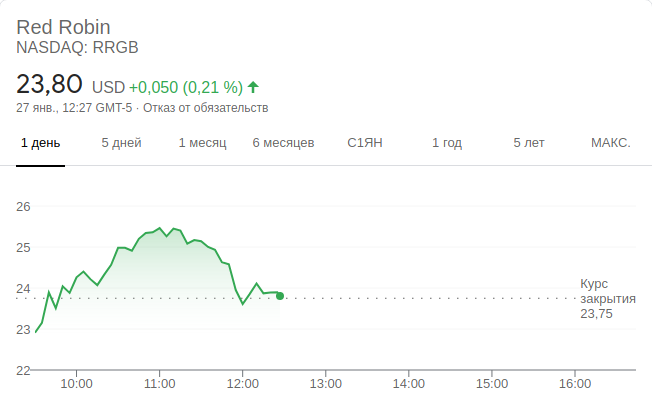 Red Robin
NASDAQ: RRGB
23,80 USD +0,050 (0,21 %)
27 янв., 12:27 GMT-5 · Отказ от обязательств
1 день 5 дней 1 месяц 6 месяцев С1ЯН 1 год 5 лет МАКС.
26
25
24
Курс
закрытия
23,75
23
22
10:00 11:00 12:00 13:00 14:00 15:00 16:00